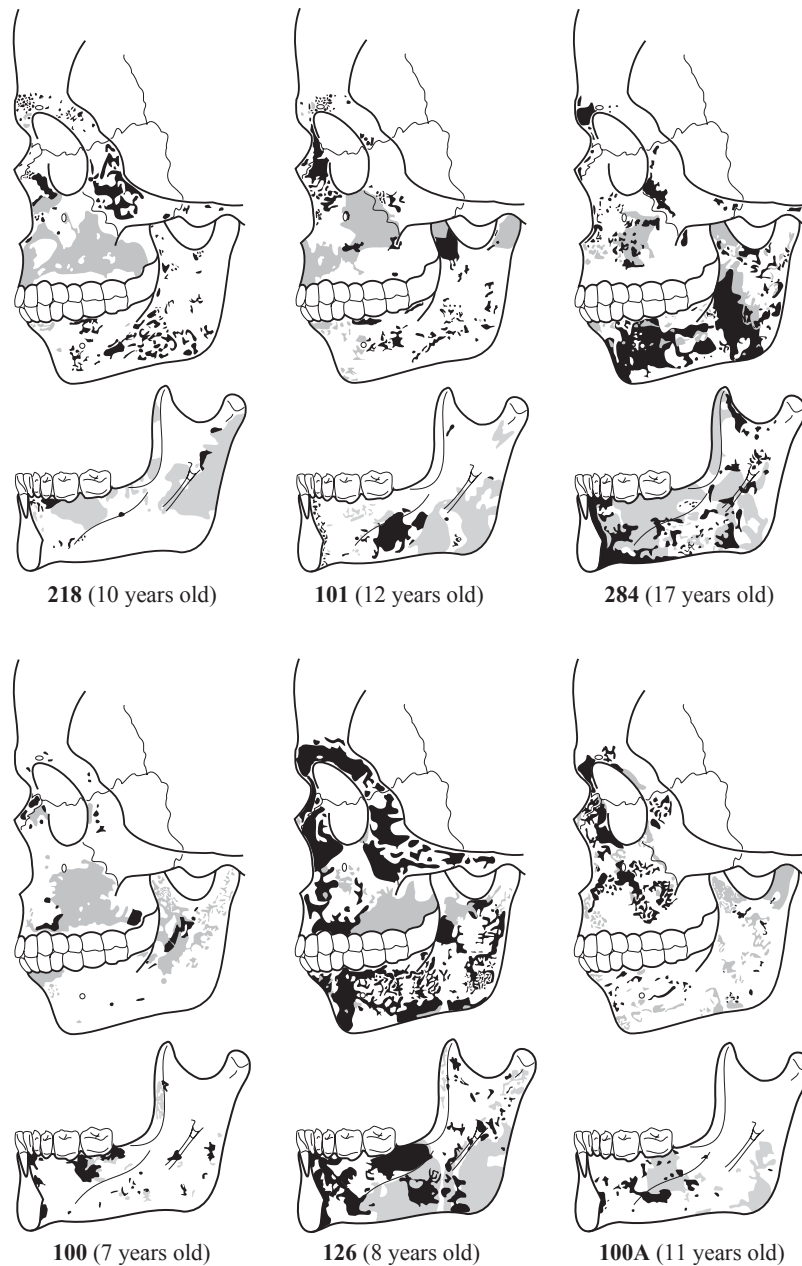 218 (10 years old)
101 (12 years old)
284 (17 years old)
100 (7 years old)
126 (8 years old)
100A (11 years old)